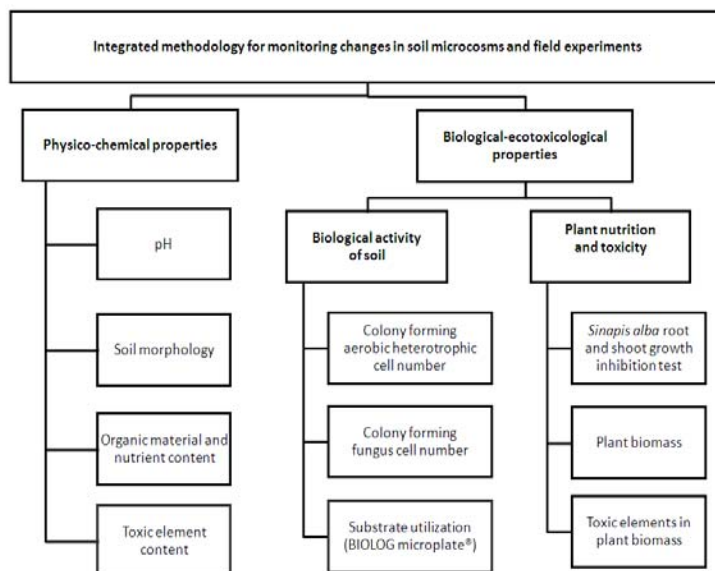 Integrated methodology for monitoring changes in soil microcosms and field experiments
Physico-chemical properties
Biological-ecotoxicological
properties
pH
Soil morphology
Organic material and
nutrient content
Toxic element
content
Biological activity
of soil
Colony forming
aerobic heterotrophic
cell number
Colony forming
fungus cell number
Substrate utilization
(BIOLOG microplate®)
Plant nutrition
and toxicity
Sinapis alba root
and shoot growth
inhibition test
Plant biomass
Toxic elements in
plant biomass